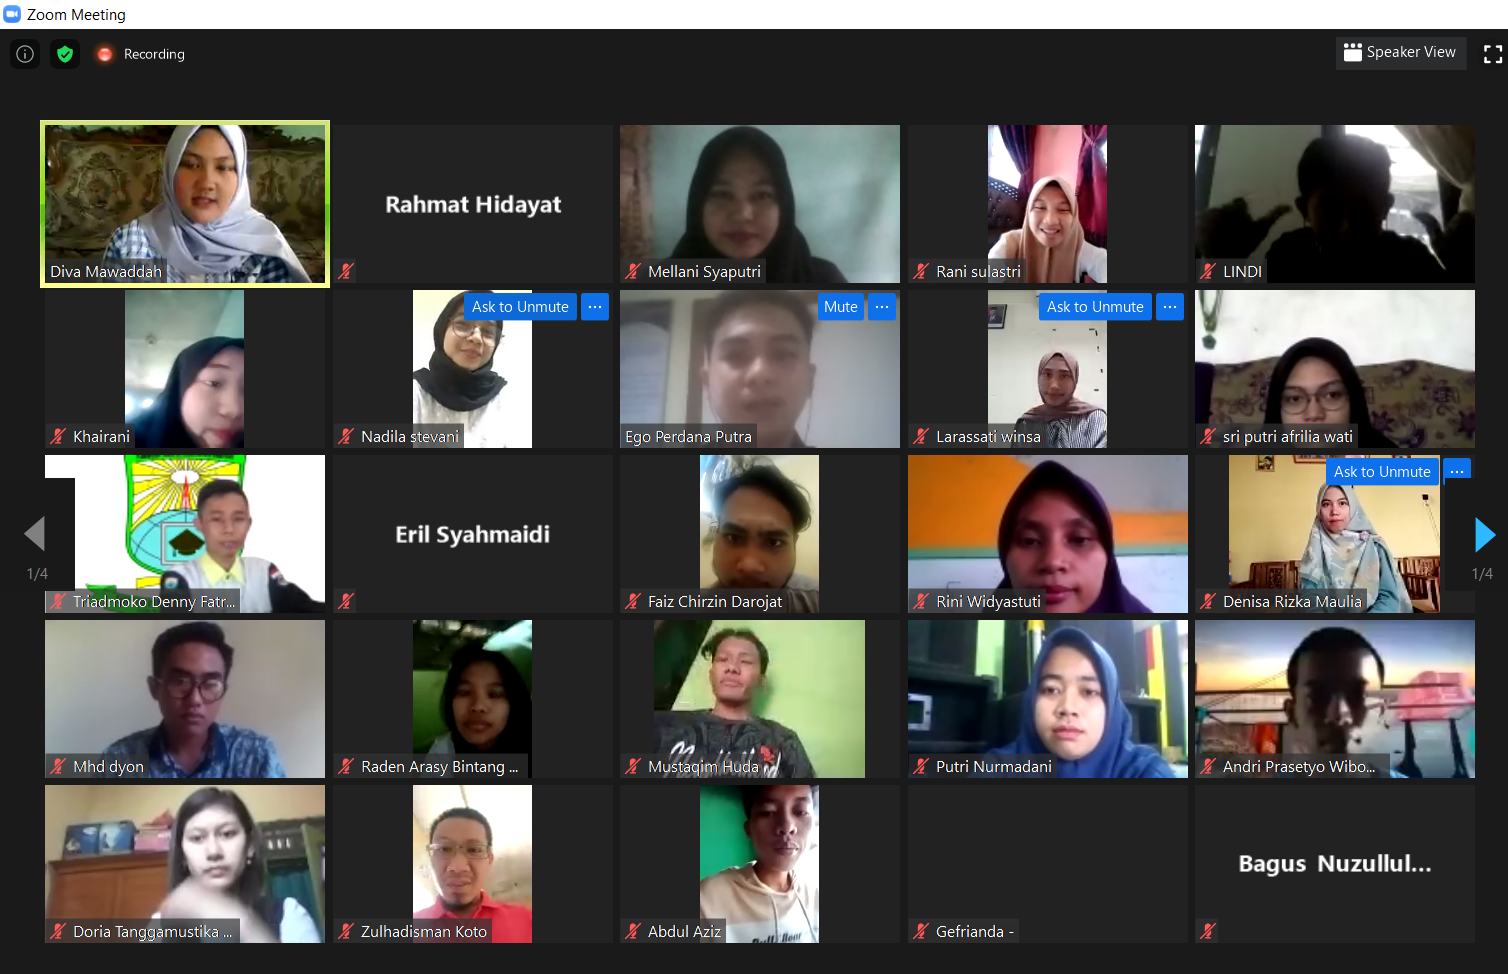 Zoom Meeting
Recording
Speaker View
Diva Mawaddah
Rahmat Hidayat
Mellani Syaputri
Rani sulastri
LINDI
Khairani
Ask to Unmute
Nadila stevani
Mute
Ego Perdana Putra
Ask to Unmute
Larassati winsa
sri putri afrilia wati
1/4
Triadmoko Denny Fatr...
Eril Syahmaidi
Faiz Chirzin Darojat
Rini Widyastuti
Ask to Unmute
Denisa Rizka Maulia
1/4
Mhd dyon
Raden Arasy Bintang ...
Mustaqim Huda
Putri Nurmadani
Andri Prasetyo Wibo...
Doria Tanggamustika ...
Zulhadisman Koto
Abdul Aziz
Gefrianda -
Bagus Nuzullul...